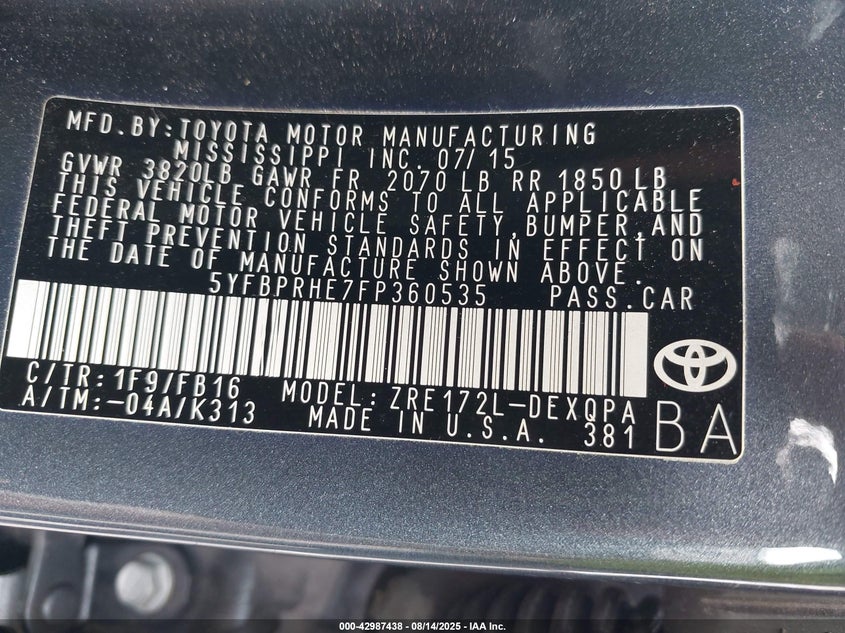 MFD.BY:TOYOTA MOTOR MANUFACTURING
MISSISSIPPI INC. 07/15
GVWR 3820LB GAWR FR 2070 LB RR 1850LB
THIS VEHICLE CONFORMS TO ALL APPLICABLE
FEDERAL MOTOR VEHICLE SAFETY,BUMPER,AND
THEFT PREVENTION STANDARDS IN EFFECT ON
THE DATE OF MANUFACTURE SHOWN ABOVE.
5YFBPRHE7FP360535 PASS.CAR
C/TR:1F9/FB16 MODEL:ZRE172L-DEXQPA
A/TM:-04A/K313 MADE IN U.S.A. 381
BA
000-42987438 - 08/14/2025 - IAA Inc.